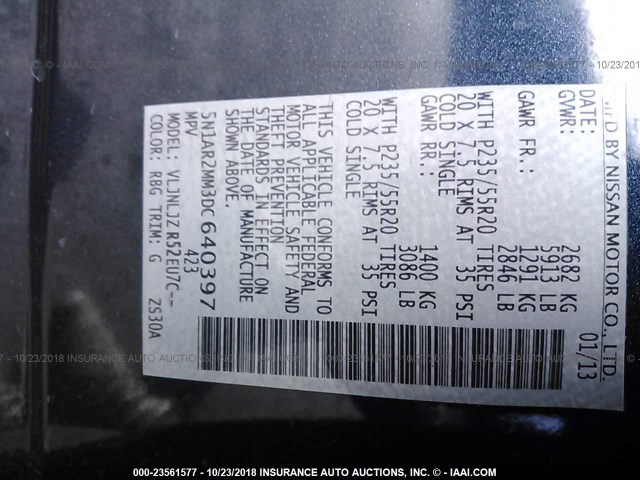 MFD BY NISSAN MOTOR CO., LTD.
DATE: 01/13
GVWR: 2682 KG
5913 LB
GAWR FR.: 1291 KG
2846 LB
WITH P235/55R20 TIRES
20 X 7.5 RIMS AT 35 PSI
COLD SINGLE
GAWR RR.: 1400 KG
3086 LB
WITH P235/55R20 TIRES
20 X 7.5 RIMS AT 35 PSI
COLD SINGLE
THIS VEHICLE CONFORMS TO
ALL APPLICABLE FEDERAL
MOTOR VEHICLE SAFETY AND
THEFT PREVENTION
STANDARDS IN EFFECT ON
THE DATE OF MANUFACTURE
SHOWN ABOVE.
5N1AR2MM3DC640397
MPV 423
MODEL: VLJNLJZ R52EU7C--
COLOR: RBG TRIM: G ZS30A
000-23561577 - 10/23/2018 INSURANCE AUTO AUCTIONS, INC. - © - IAAI.COM